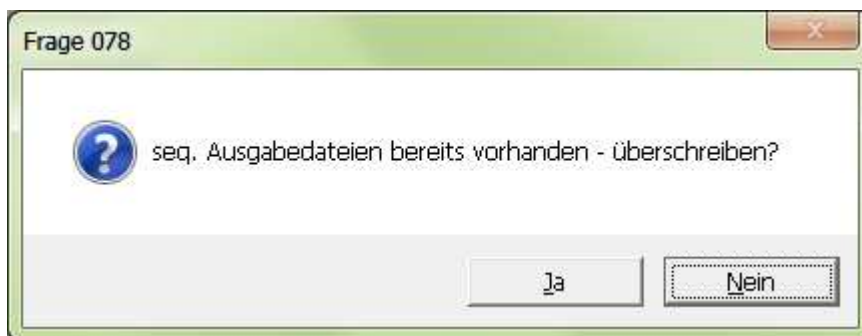 Frage 078
seq. Ausgabedateien bereits vorhanden - überschreiben?
Ja
Nein